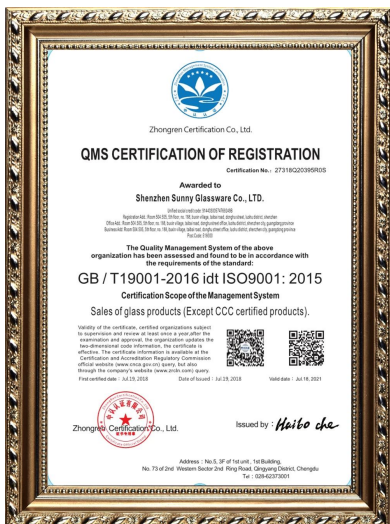 Zhongren Certification Co., Ltd.
QMS CERTIFICATION OF REGISTRATION
Certification No.: 27318Q20395R0S
Awarded to
Shenzhen Sunny Glassware Co., LTD.
The Quality Management System of the above
organization has been assessed and found to be in accordance with
the requirements of the standard:
GB / T19001-2016 idt ISO9001: 2015
Certification Scope of the Management System
Sales of glass products (Except CCC certified products).
Validity of the certificate, certified organizations subject
to supervision and review at least once a year,after the
examination and approval, the organization updates the
two-dimensional code information, the certificate is
effective. The certificate information is available at the
Certification and Accreditation Regulatory Commission
official website (www.cnca.gov.cn) query, but also
through the company's website (www.zrcln.com) query.
First certified date : Jul.19, 2018 Date of Issued : Jul.19, 2018 Valid date : Jul.18, 2021
Zhongren Certification Co., Ltd.
Issued by : Haibo che
Address : No.5, 3F of 1st unit . 1st Building,
No. 73 of 2nd Western Sector 2nd Ring Road, Qingyang District, Chengdu
Tel : 028-62373001